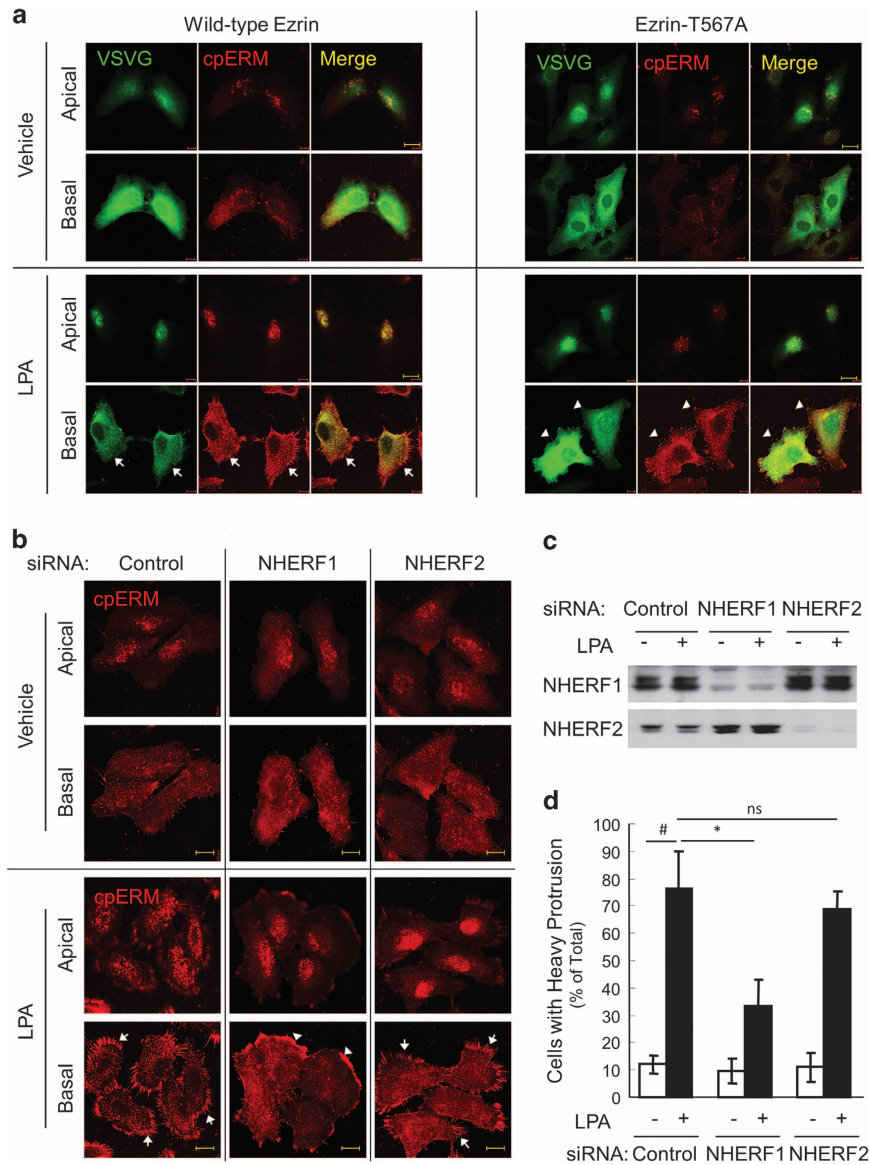 a
Wild-type Ezrin
Ezrin-T567A
Vehicle
Apical
VSVG cpERM Merge
VSVG cpERM Merge
Basal
LPA
Apical
Basal
b
siRNA: Control NHERF1 NHERF2
Vehicle
Apical
cpERM
Basal
LPA
Apical
cpERM
Basal
c
siRNA: Control NHERF1 NHERF2
LPA - + - + - +
NHERF1
NHERF2
d
Cells with Heavy Protrusion
(% of Total)
100
90
80
70
60
50
40
30
20
10
0
# * ns
LPA - + - + - +
siRNA: Control NHERF1 NHERF2